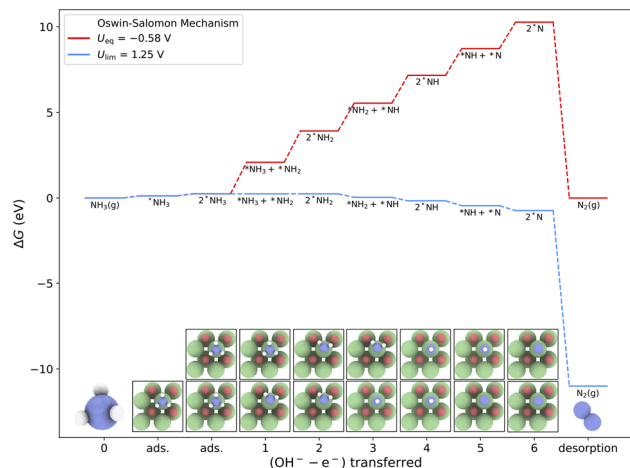 Oswin-Salomon Mechanism
U_eq = −0.58 V
U_lim = 1.25 V
10
5
0
−5
−10
ΔG (eV)
2*N
*NH + *N
2*NH
*NH₂ + *NH
2*NH₂
*NH₃ + *NH₂
NH₃(g)
*NH₃
2*NH₃
*NH₃ + *NH₂
2*NH₂
*NH₂ + *NH
2*NH
*NH + *N
2*N
N₂(g)
N₂(g)
0 ads. ads. 1 2 3 4 5 6 desorption
(OH⁻ − e⁻) transferred